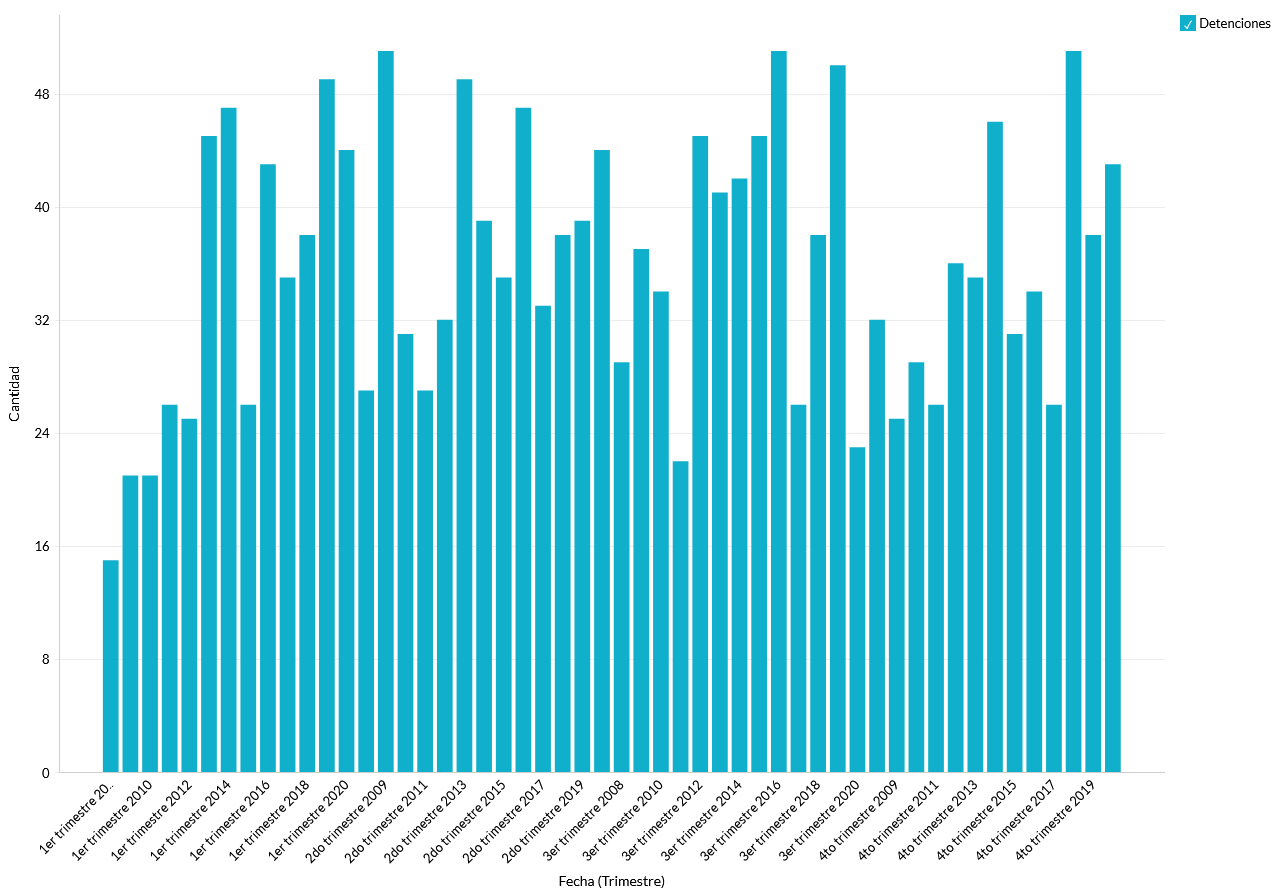 Detenciones
48
40
32
24
16
8
0
Cantidad
1er trimestre 20..
1er trimestre 2010
1er trimestre 2012
1er trimestre 2014
1er trimestre 2016
1er trimestre 2018
1er trimestre 2020
2do trimestre 2009
2do trimestre 2011
2do trimestre 2013
2do trimestre 2015
2do trimestre 2017
2do trimestre 2019
3er trimestre 2008
3er trimestre 2010
3er trimestre 2012
3er trimestre 2014
3er trimestre 2016
3er trimestre 2018
3er trimestre 2020
4to trimestre 2009
4to trimestre 2011
4to trimestre 2013
4to trimestre 2015
4to trimestre 2017
4to trimestre 2019
Fecha (Trimestre)